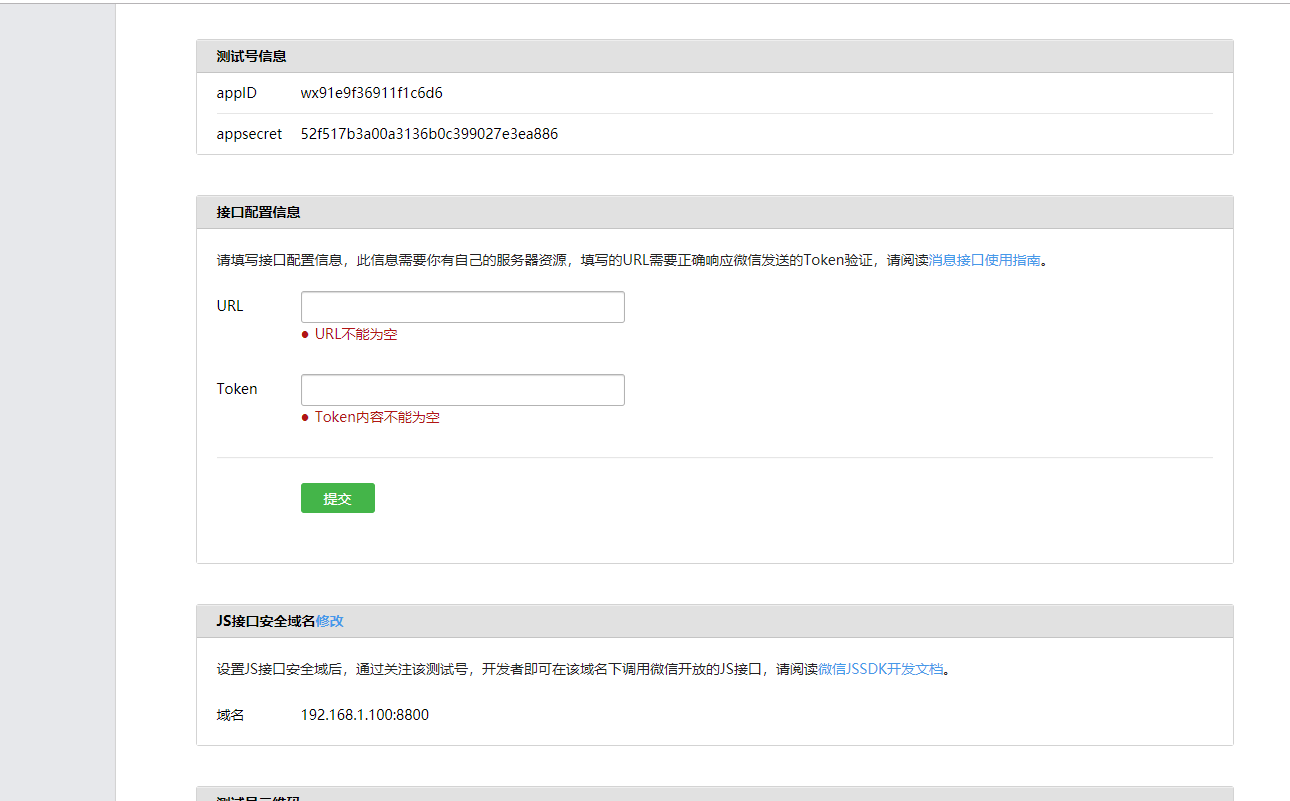 测试号信息
appID wx91e9f36911f1c6d6
appsecret 52f517b3a00a3136b0c399027e3ea886
接口配置信息
请填写接口配置信息，此信息需要你有自己的服务器资源，填写的URL需要正确响应微信发送的Token验证，请阅读消息接口使用指南。
URL
● URL不能为空
Token
● Token内容不能为空
提交
JS接口安全域名修改
设置JS接口安全域后，通过关注该测试号，开发者即可在该域名下调用微信开放的JS接口，请阅读微信JSSDK开发文档。
域名 192.168.1.100:8800
测试号二维码